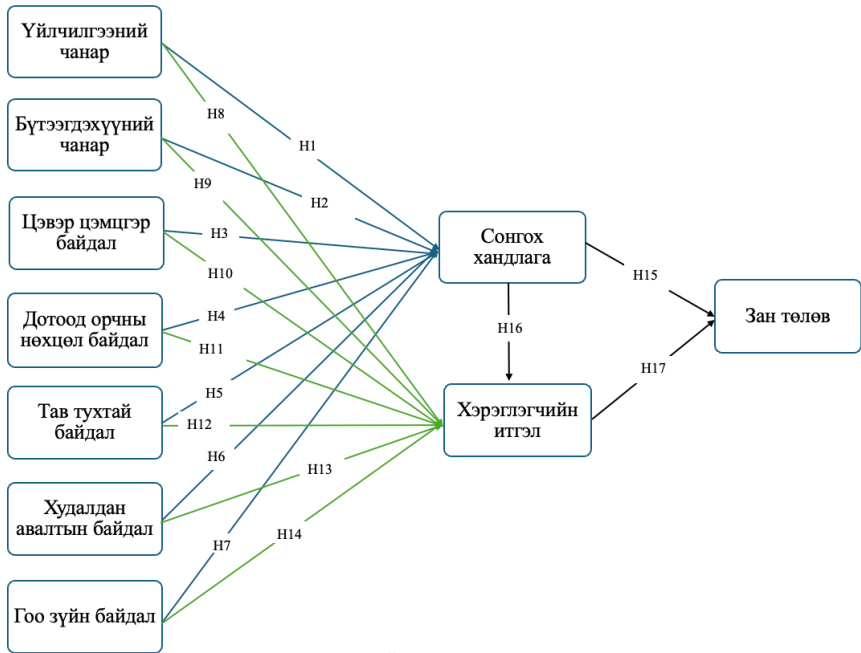 Үйлчилгээний
чанар
Бүтээгдэхүүний
чанар
Цэвэр цэмцгэр
байдал
Дотоод орчны
нөхцөл байдал
Тав тухтай
байдал
Худалдан
авалтын байдал
Гоо зүйн байдал
H8
H1
H9
H2
H3
H10
H4
H11
H5
H12
H6
H13
H7
H14
Сонгох
хандлага
H16
Хэрэглэгчийн
итгэл
H15
H17
Зан төлөв